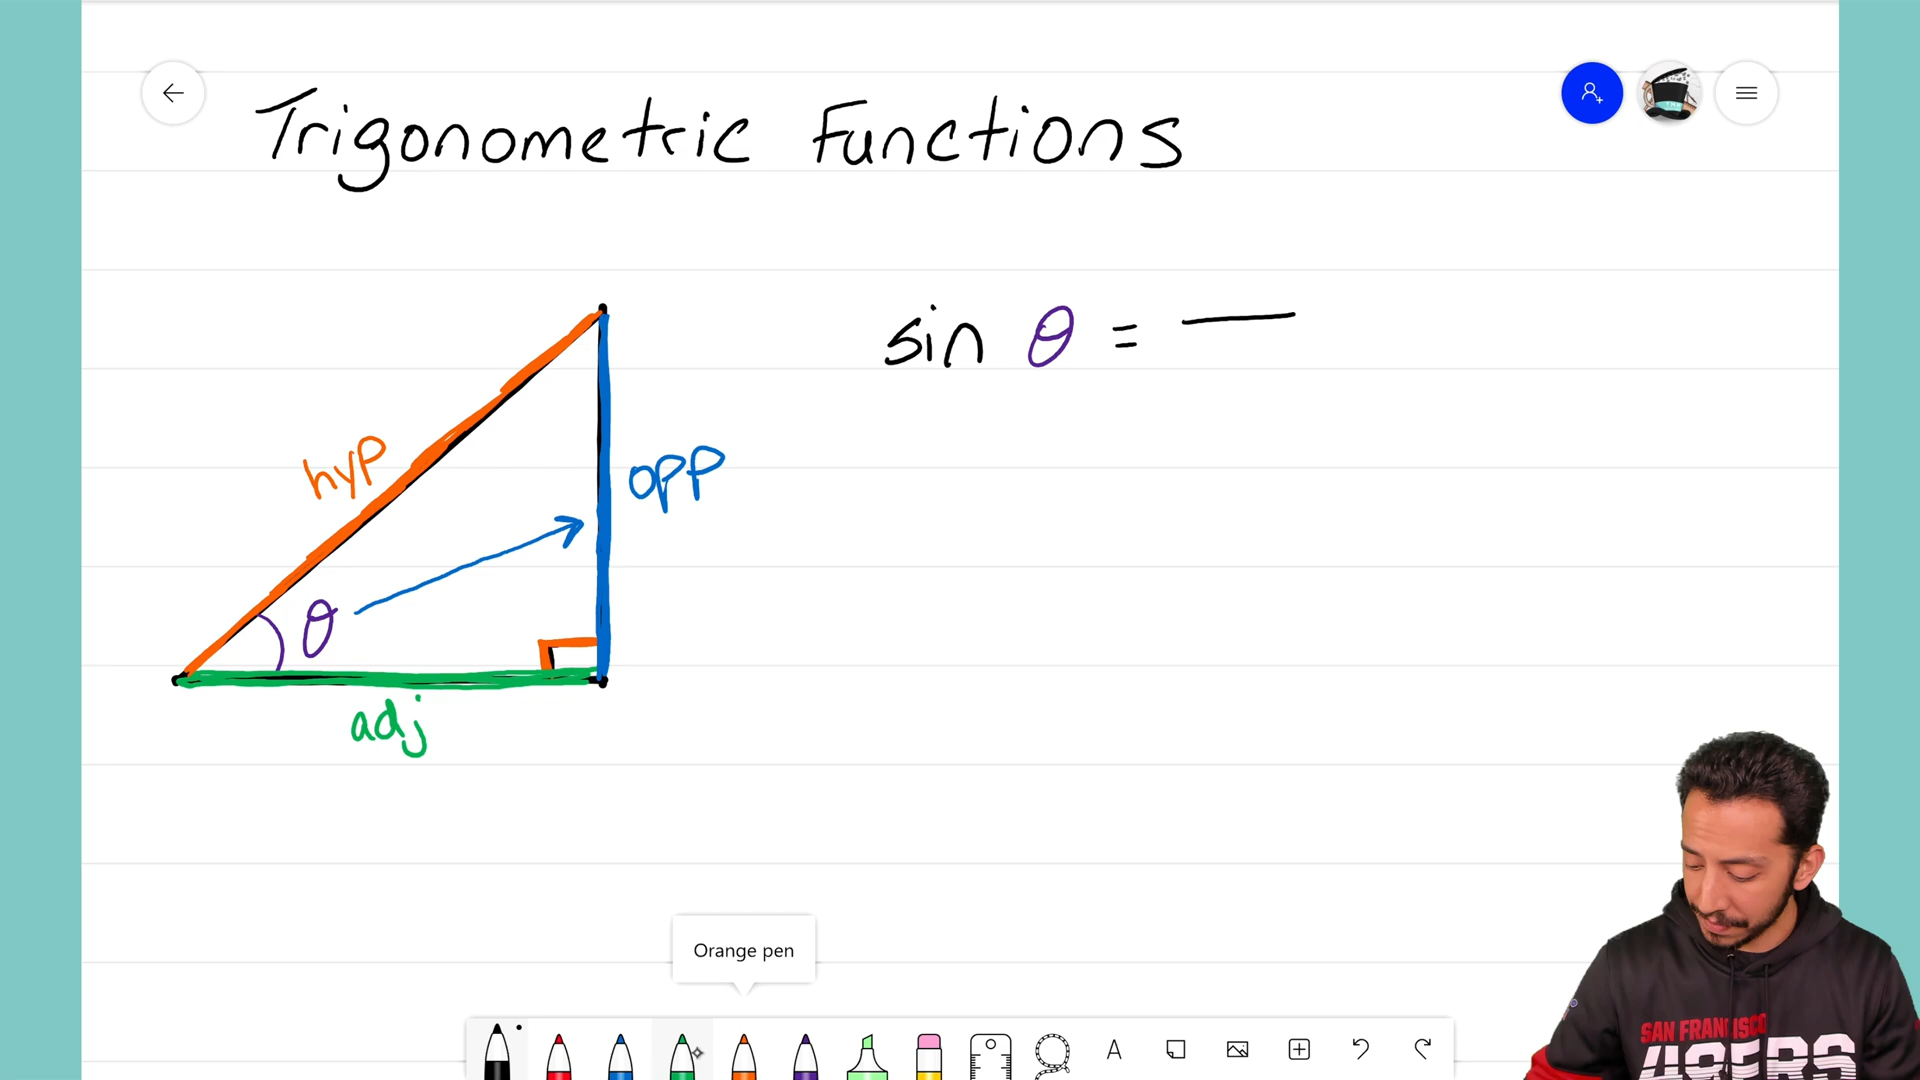 Trigonometric Functions
sin θ =
hyp
opp
θ
adj
Orange pen
A
SAN FRANCISCO
49ERS